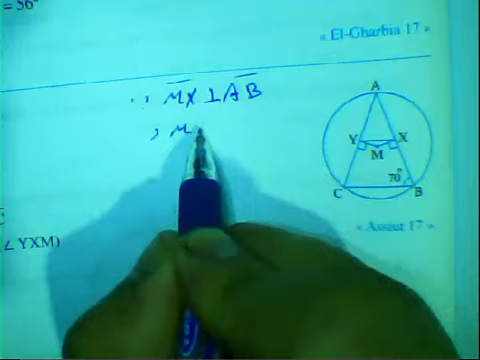 = 56°
« El-Gharbia 17 »
∵ MX ⊥ AB
, M
A
Y
X
M
70°
C
B
« Assiut 17 »
∠ YXM)